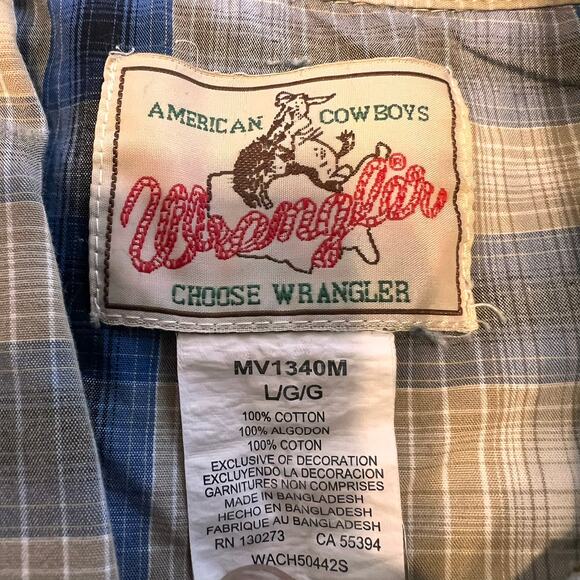 AMERICAN COWBOYS
Wrangler®
CHOOSE WRANGLER
MV1340M
L/G/G
100% COTTON
100% ALGODON
100% COTON
EXCLUSIVE OF DECORATION
EXCLUYENDO LA DECORACION
GARNITURES NON COMPRISES
MADE IN BANGLADESH
HECHO EN BANGLADESH
FABRIQUE AU BANGLADESH
RN 130273 CA 55394
WACH50442S